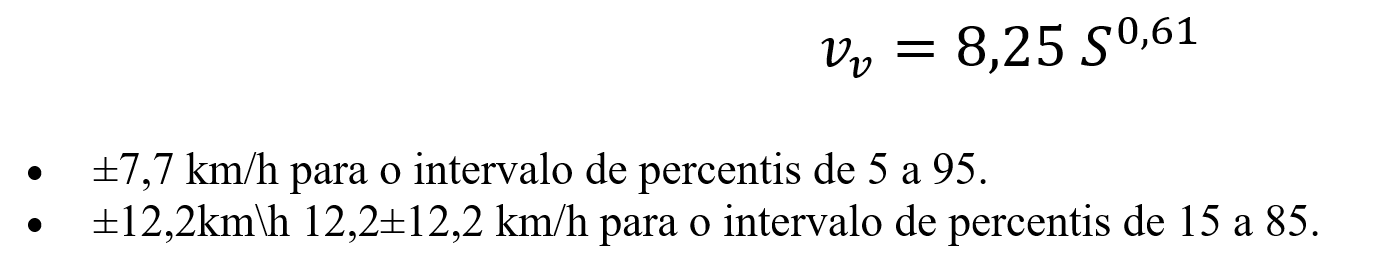 𝑣ᵥ = 8,25 𝑆^0,61
• ±7,7 km/h para o intervalo de percentis de 5 a 95.
• ±12,2km\h 12,2±12,2 km/h para o intervalo de percentis de 15 a 85.